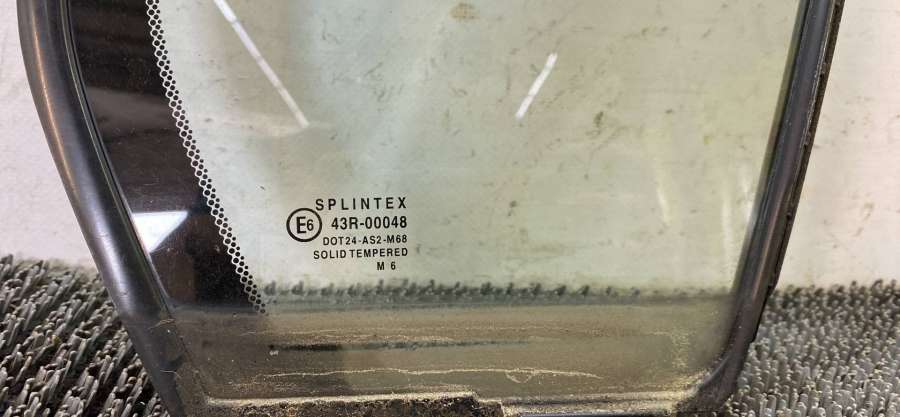 SPLINTEX
E6 43R-00048
DOT24-AS2-M68
SOLID TEMPERED
M 6